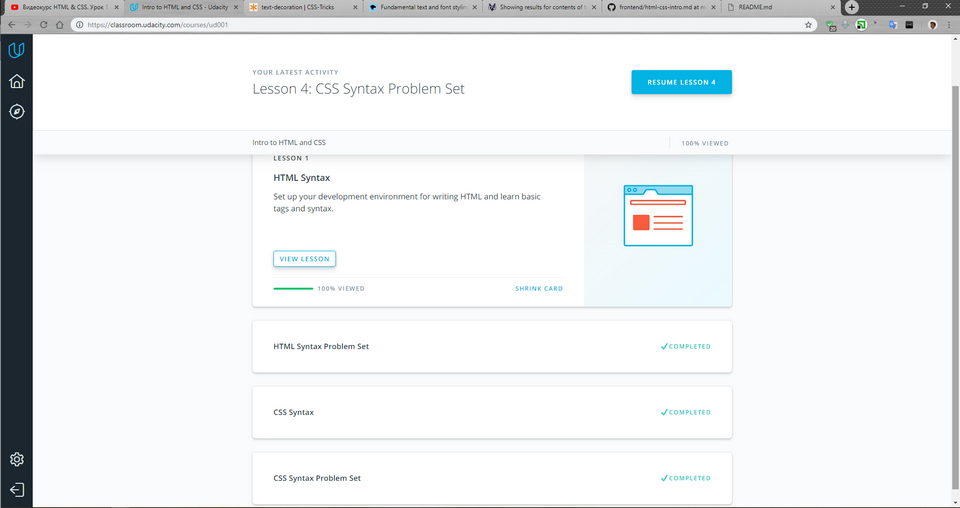 Видеокурс HTML & CSS. Урок 1
Intro to HTML and CSS - Udacity
text-decoration | CSS-Tricks
Fundamental text and font stylin
Showing results for contents of t
frontend/html-css-intro.md at m
README.md
https://classroom.udacity.com/courses/ud001
YOUR LATEST ACTIVITY
Lesson 4: CSS Syntax Problem Set
RESUME LESSON 4
Intro to HTML and CSS
100% VIEWED
LESSON 1
HTML Syntax
Set up your development environment for writing HTML and learn basic
tags and syntax.
VIEW LESSON
100% VIEWED
SHRINK CARD
HTML Syntax Problem Set
COMPLETED
CSS Syntax
COMPLETED
CSS Syntax Problem Set
COMPLETED